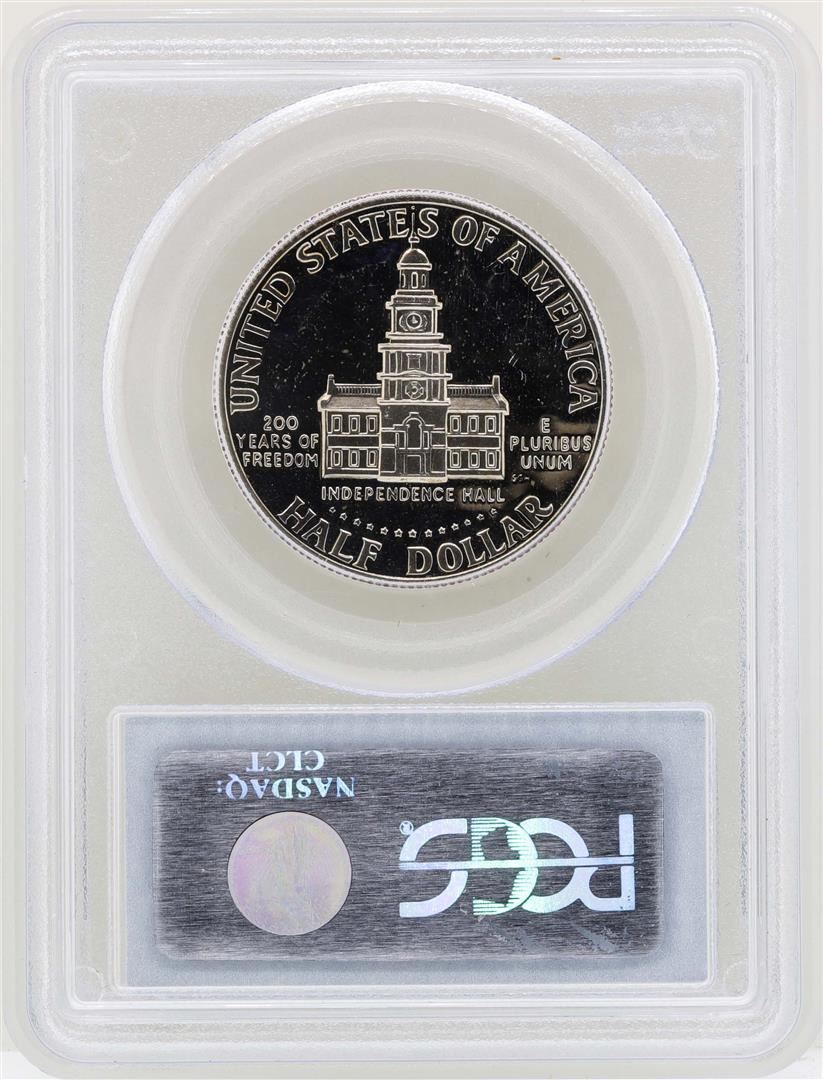 UNITED STATES OF AMERICA
200
YEARS OF
FREEDOM
E
PLURIBUS
UNUM
INDEPENDENCE HALL
HALF DOLLAR
NASDAQ:
CLCT
PCGS®